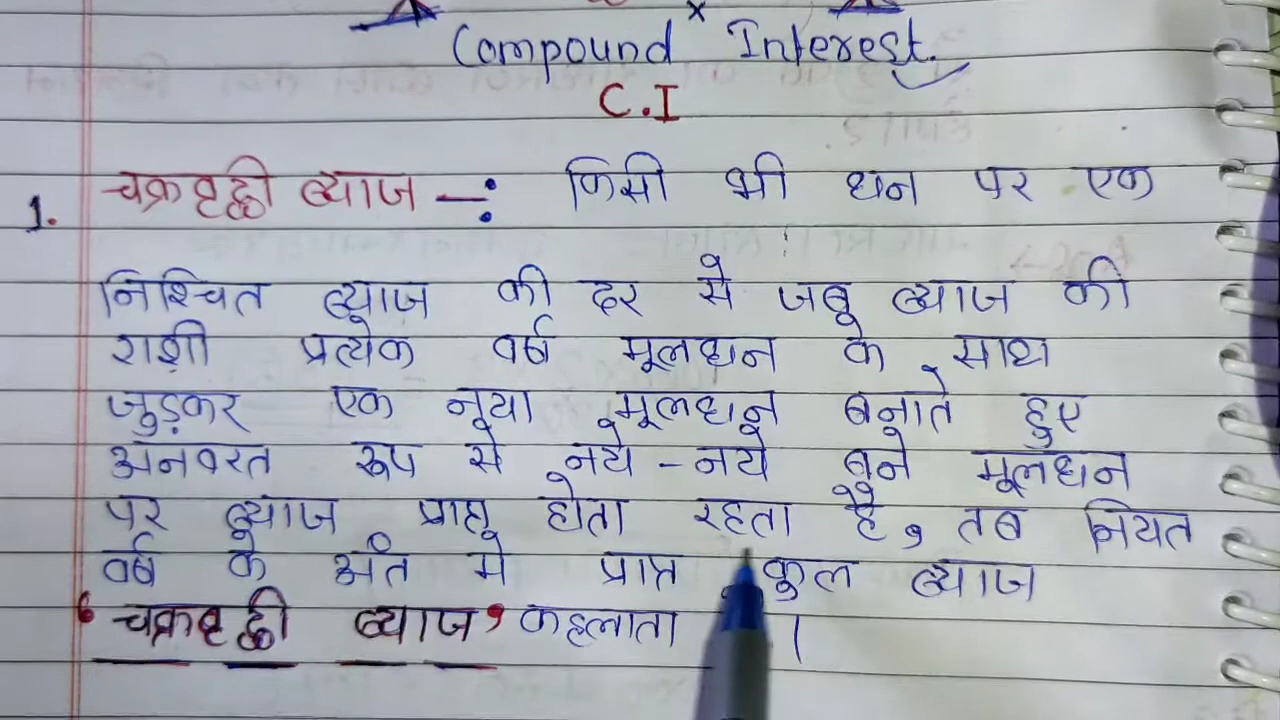 Compound Interest.
C.I
1. चक्रवृद्धी ब्याज -: किसी भी धन पर एक
निश्चित ब्याज की दर से जब ब्याज की
राशी प्रत्येक वर्ष मूलधन के साथ
जुड़कर एक नया मूलधन बनाते हुए
अनवरत रूप से नये - नये बने मूलधन
पर ब्याज प्राप्त होता रहता है, तब नियत
वर्ष के अंत मे प्राप्त कुल ब्याज
'चक्रवृद्धी ब्याज' कहलाता ।